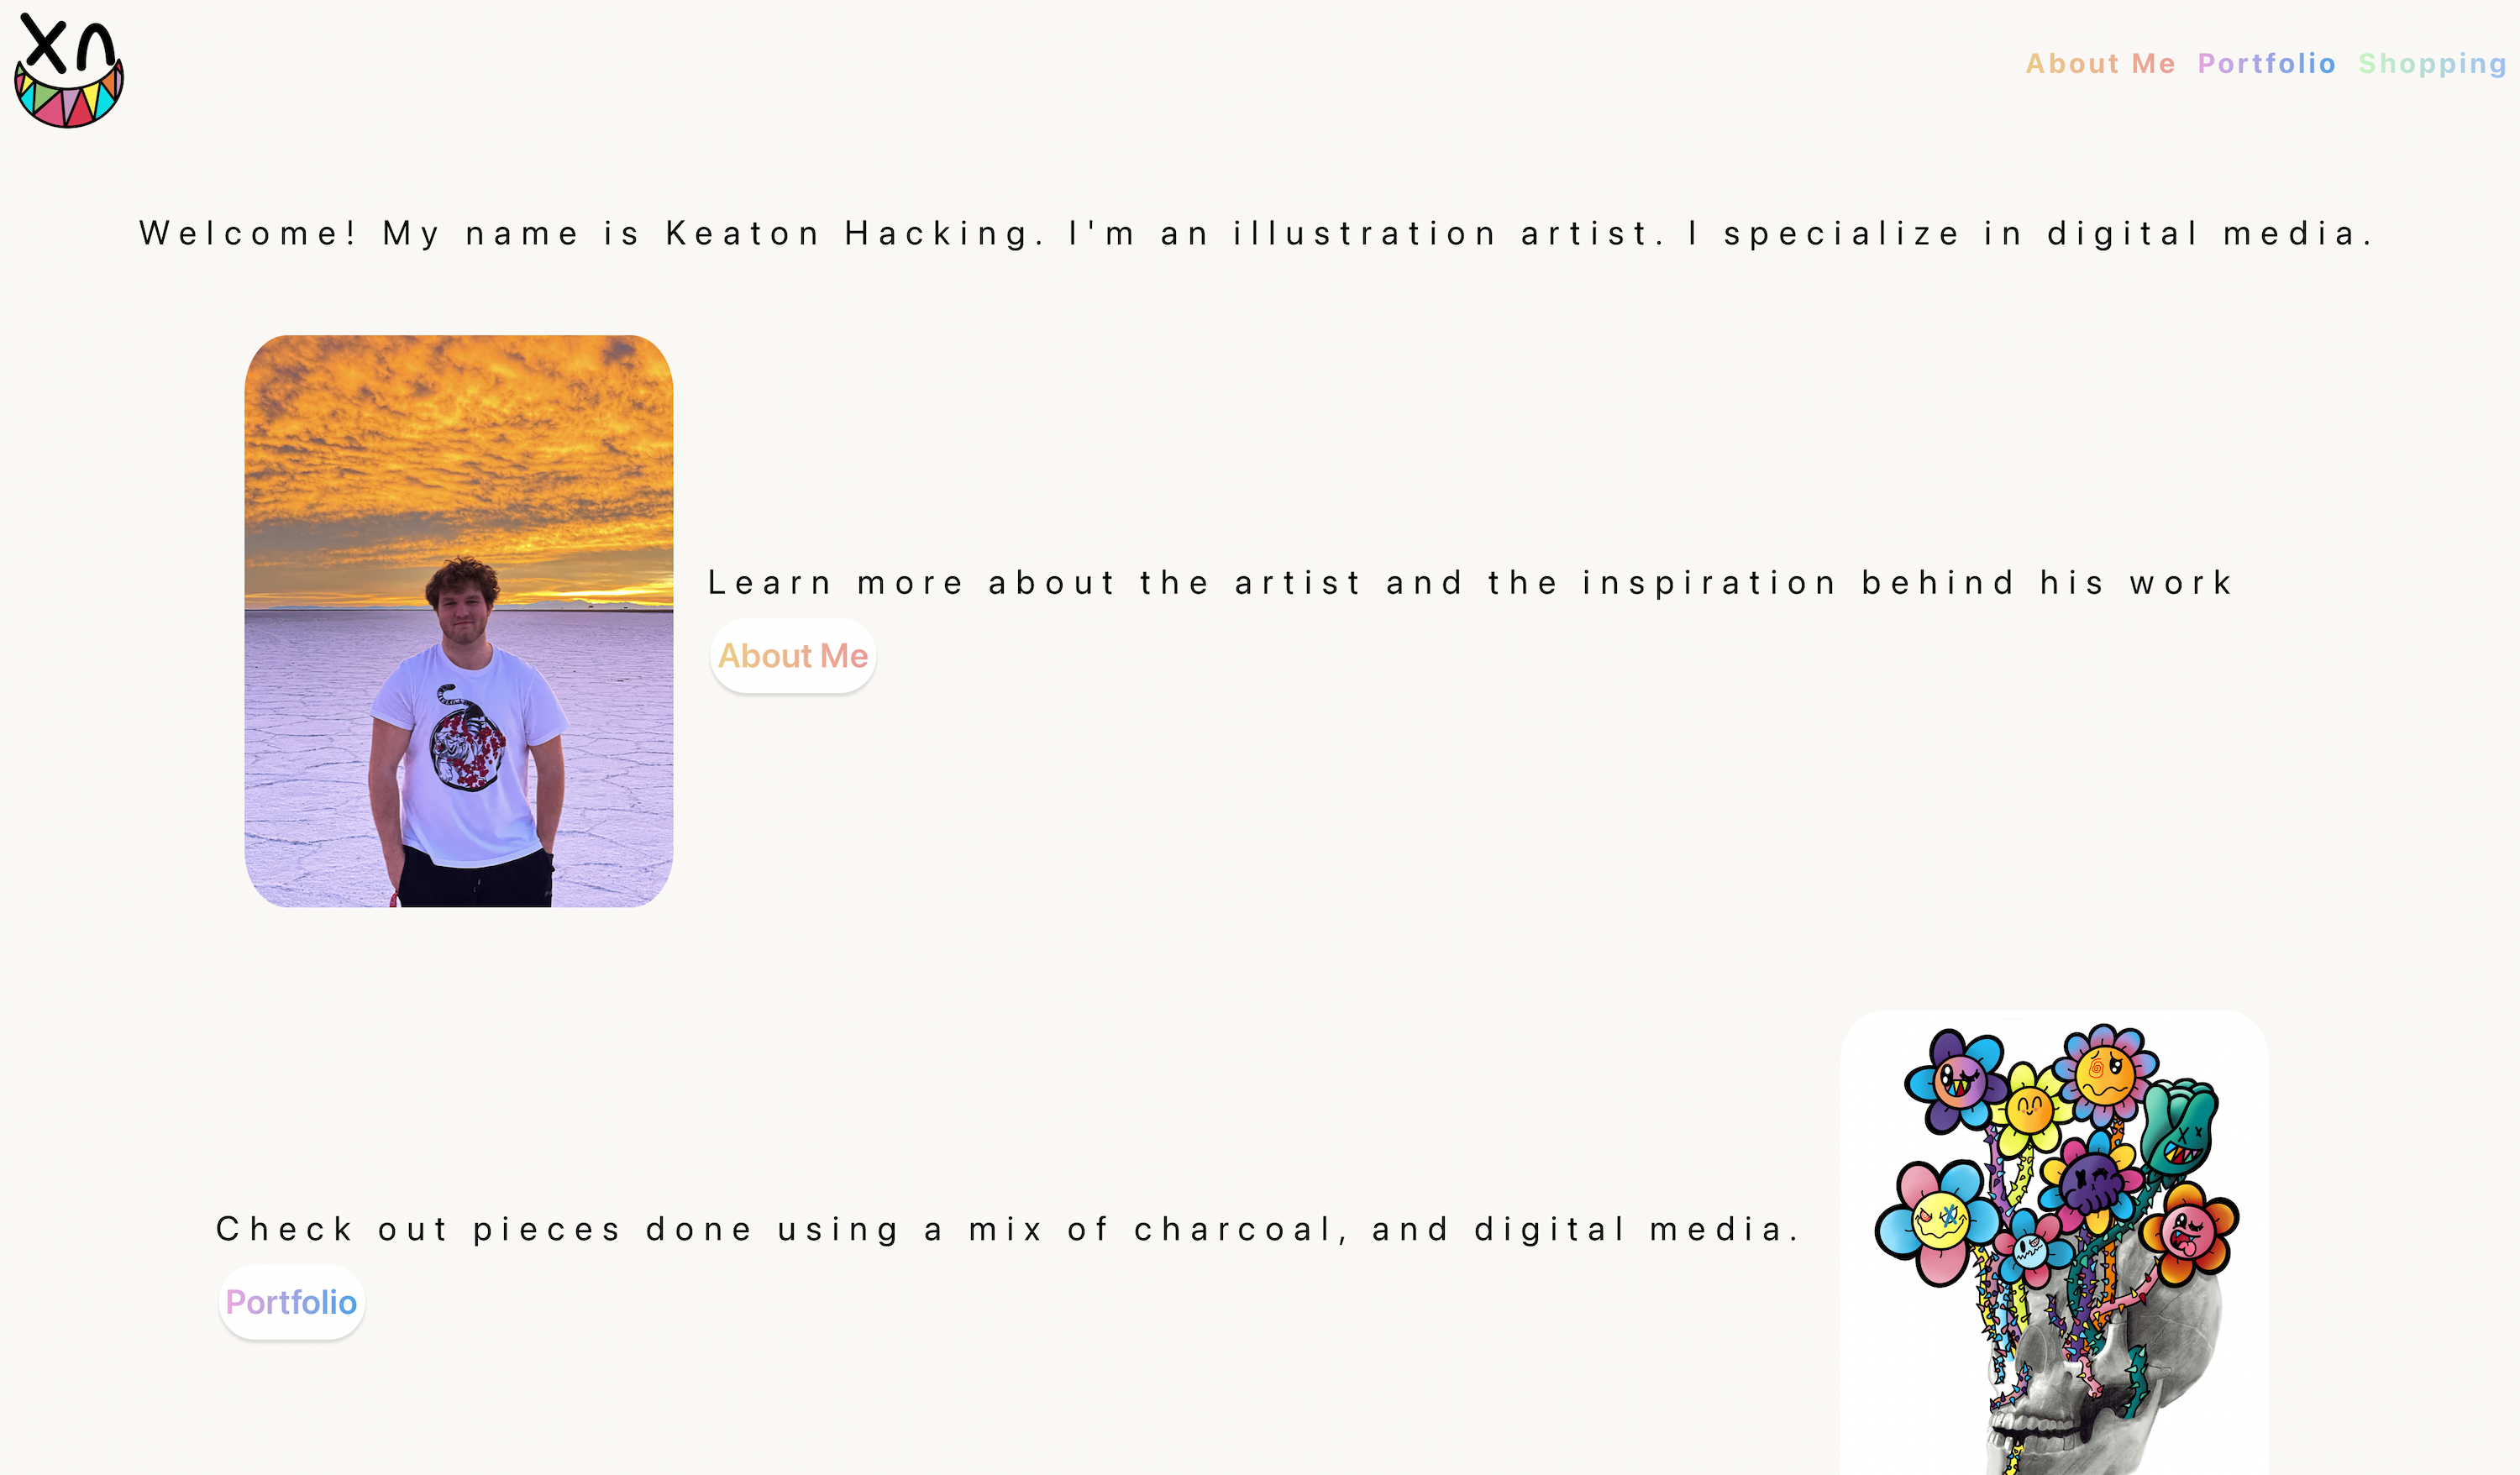 xn
About Me Portfolio Shopping
Welcome! My name is Keaton Hacking. I'm an illustration artist. I specialize in digital media.
Learn more about the artist and the inspiration behind his work
About Me
Check out pieces done using a mix of charcoal, and digital media.
Portfolio